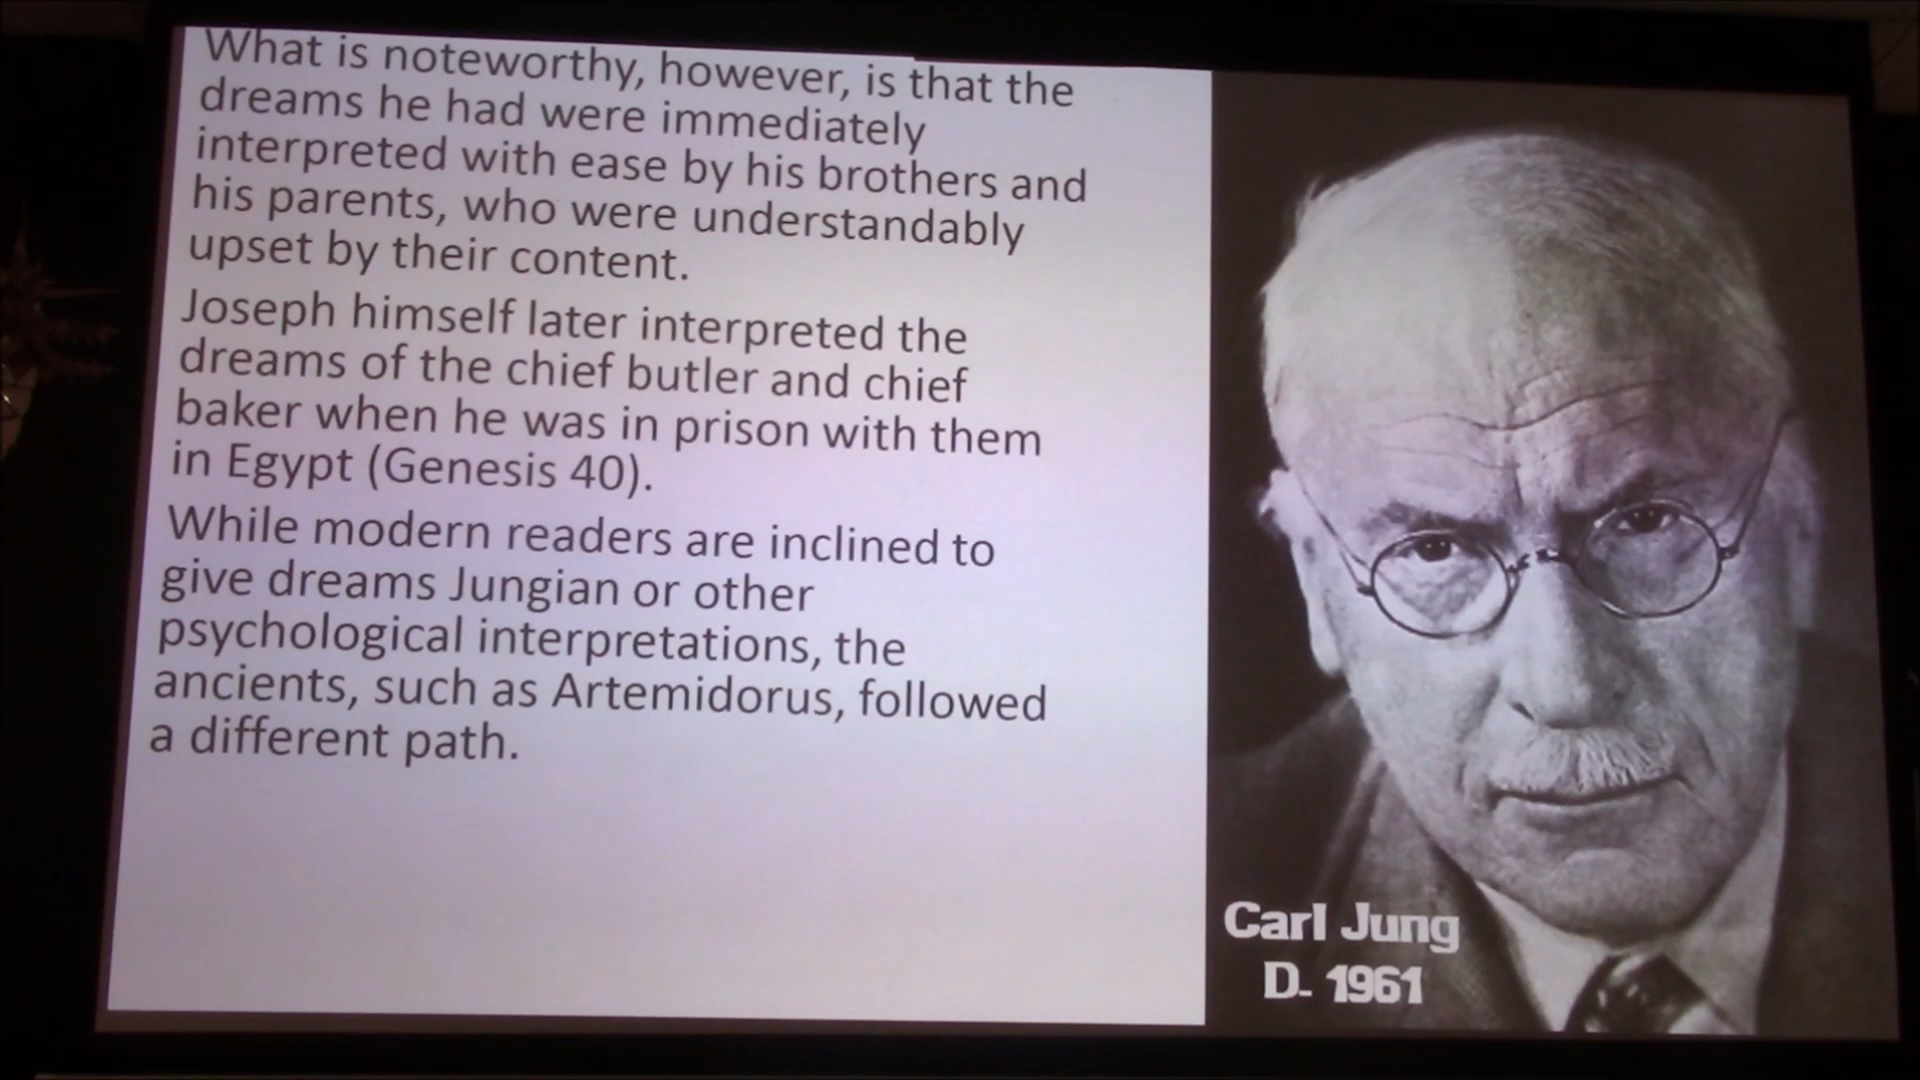 What is noteworthy, however, is that the
dreams he had were immediately
interpreted with ease by his brothers and
his parents, who were understandably
upset by their content.
Joseph himself later interpreted the
dreams of the chief butler and chief
baker when he was in prison with them
in Egypt (Genesis 40).
While modern readers are inclined to
give dreams Jungian or other
psychological interpretations, the
ancients, such as Artemidorus, followed
a different path.
Carl Jung
D. 1961